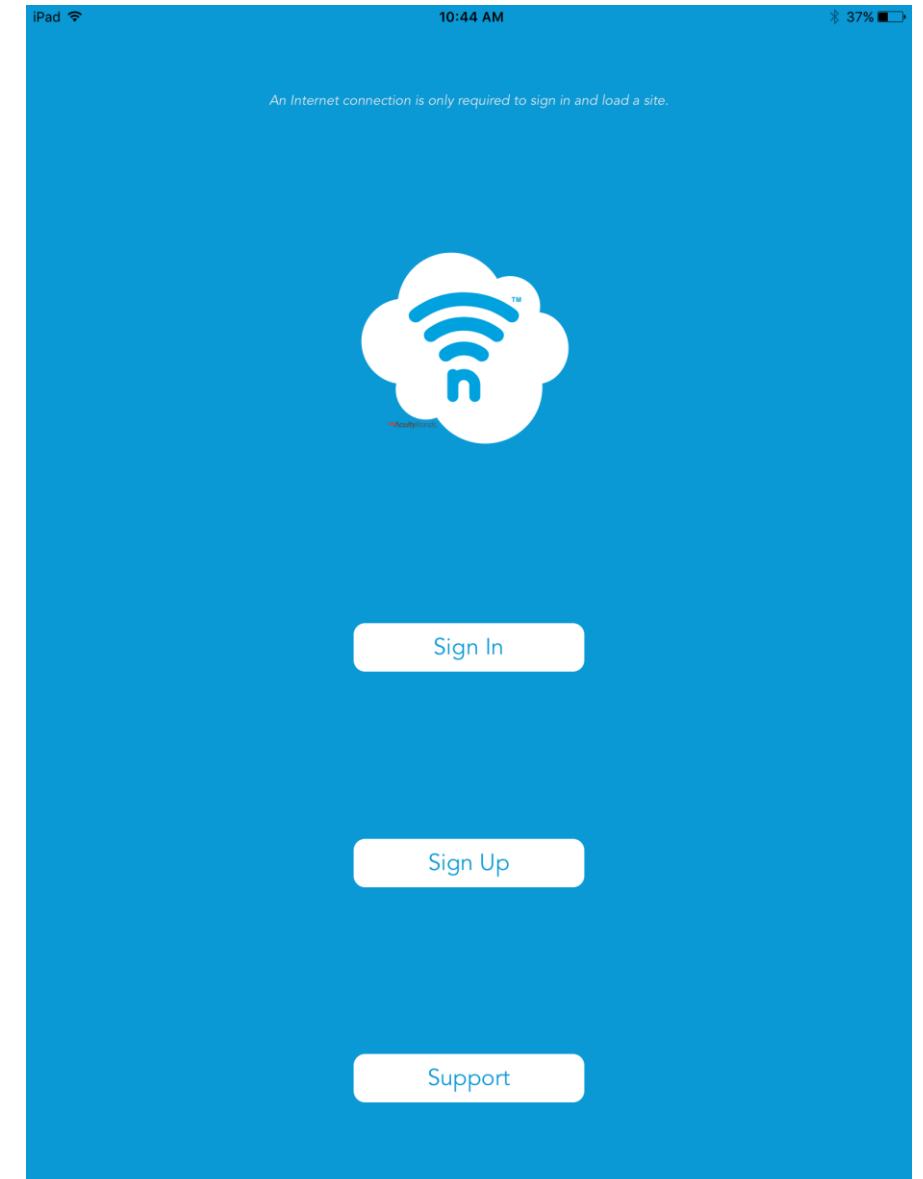 iPad 10:44 AM 37%
An Internet connection is only required to sign in and load a site.
TM
n
AcuityBrands
Sign In
Sign Up
Support